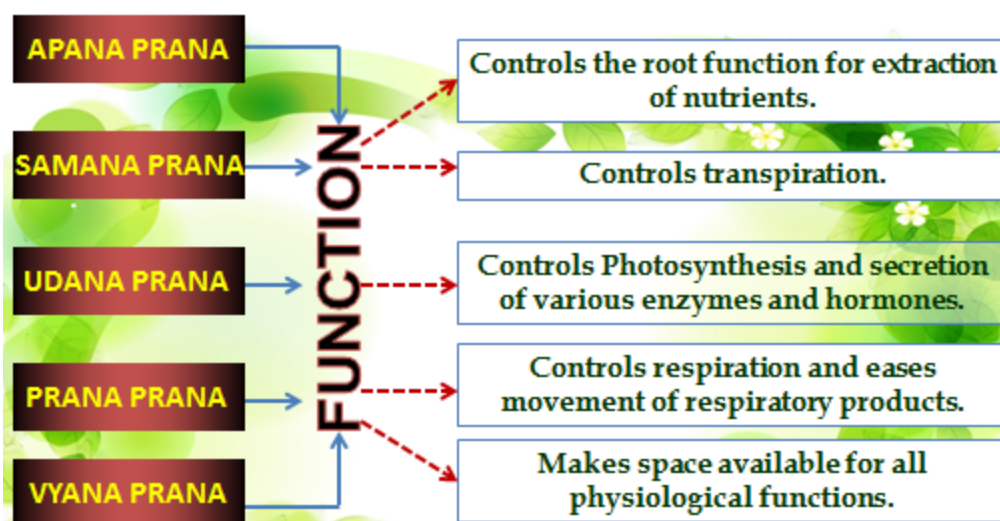 APANA PRANA
SAMANA PRANA
UDANA PRANA
PRANA PRANA
VYANA PRANA
FUNCTION
Controls the root function for extraction
of nutrients.
Controls transpiration.
Controls Photosynthesis and secretion
of various enzymes and hormones.
Controls respiration and eases
movement of respiratory products.
Makes space available for all
physiological functions.